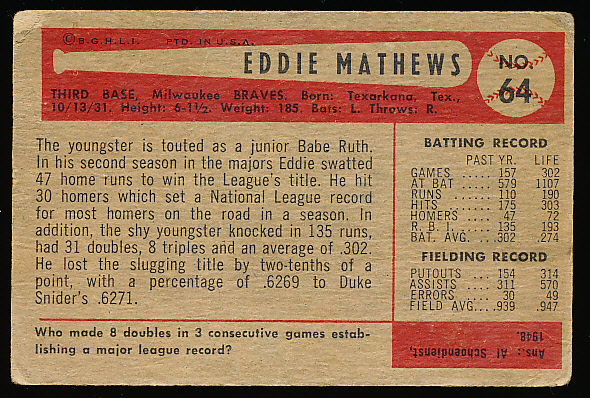 ©B.G.H.L.I. PTD. IN U.S.A.
EDDIE MATHEWS
NO.
64
THIRD BASE, Milwaukee BRAVES, Born: Texarkana, Tex.,
10/13/31. Height: 6-1½. Weight: 185. Bats: L. Throws: R.
The youngster is touted as a junior Babe Ruth.
In his second season in the majors Eddie swatted
47 home runs to win the League's title. He hit
30 homers which set a National League record
for most homers on the road in a season. In
addition, the shy youngster knocked in 135 runs,
had 31 doubles, 8 triples and an average of .302.
He lost the slugging title by two-tenths of a
point, with a percentage of .6269 to Duke
Snider's .6271.
BATTING RECORD
PAST YR. LIFE
GAMES ..... 157 302
AT BAT .... 579 1107
RUNS ...... 110 190
HITS ...... 175 303
HOMERS .... 47 72
R. B. I. .... 135 193
BAT. AVG. ... .302 .274
FIELDING RECORD
PUTOUTS .... 154 314
ASSISTS .... 311 570
ERRORS .... 30 49
FIELD AVG.... .939 .947
Who made 8 doubles in 3 consecutive games estab-
lishing a major league record?
Ans.: Al Schoendienst,
1948.